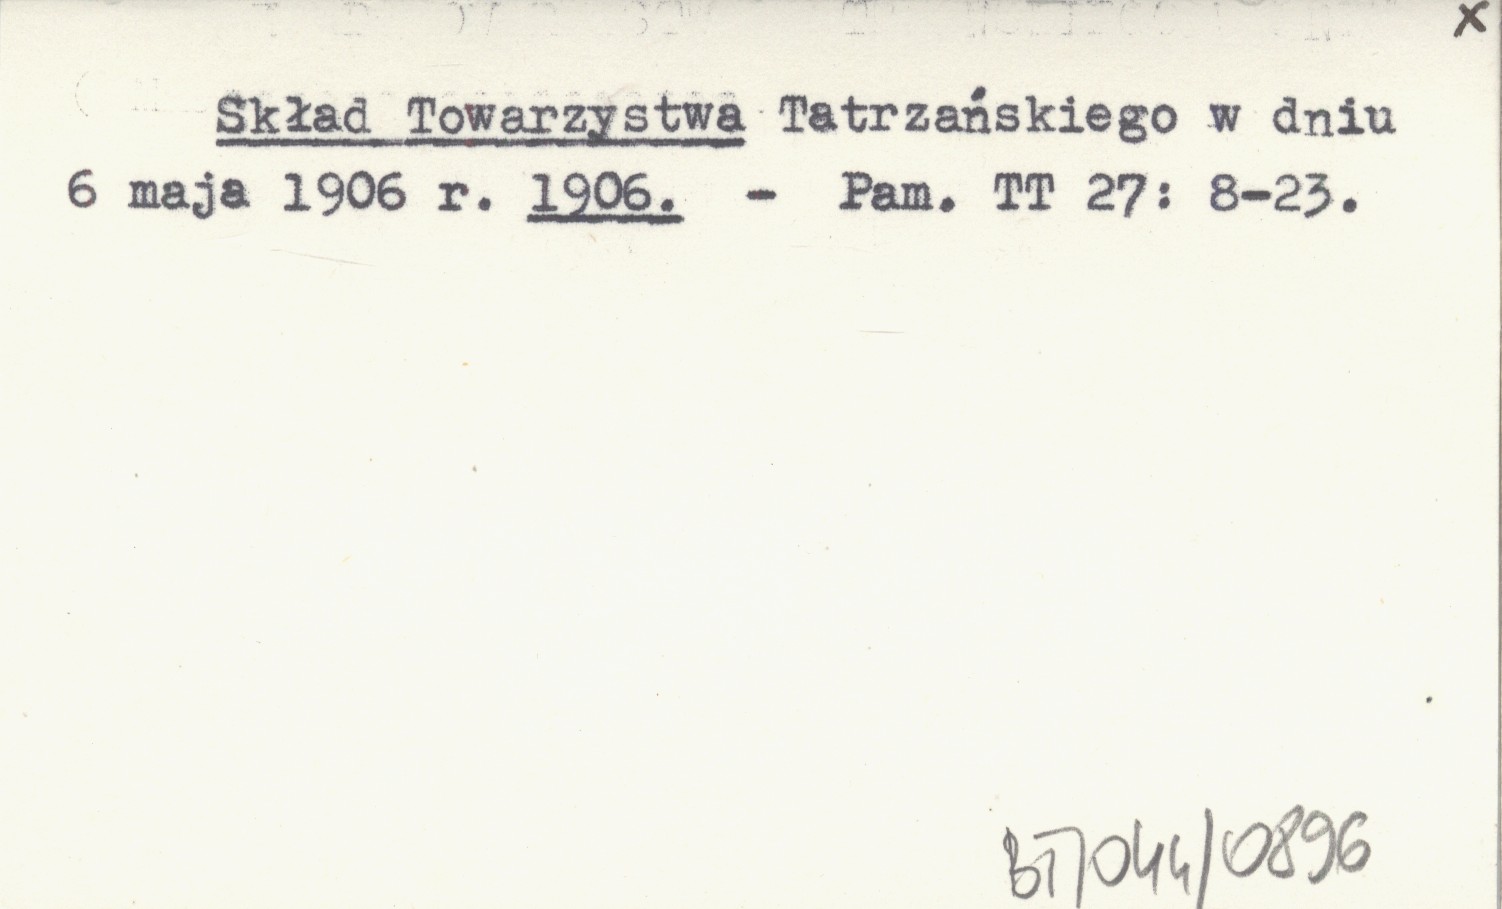 x
Skład Towarzystwa Tatrzańskiego w dniu
6 maja 1906 r. 1906. - Pam. TT 27: 8-23.
BT/044/0896